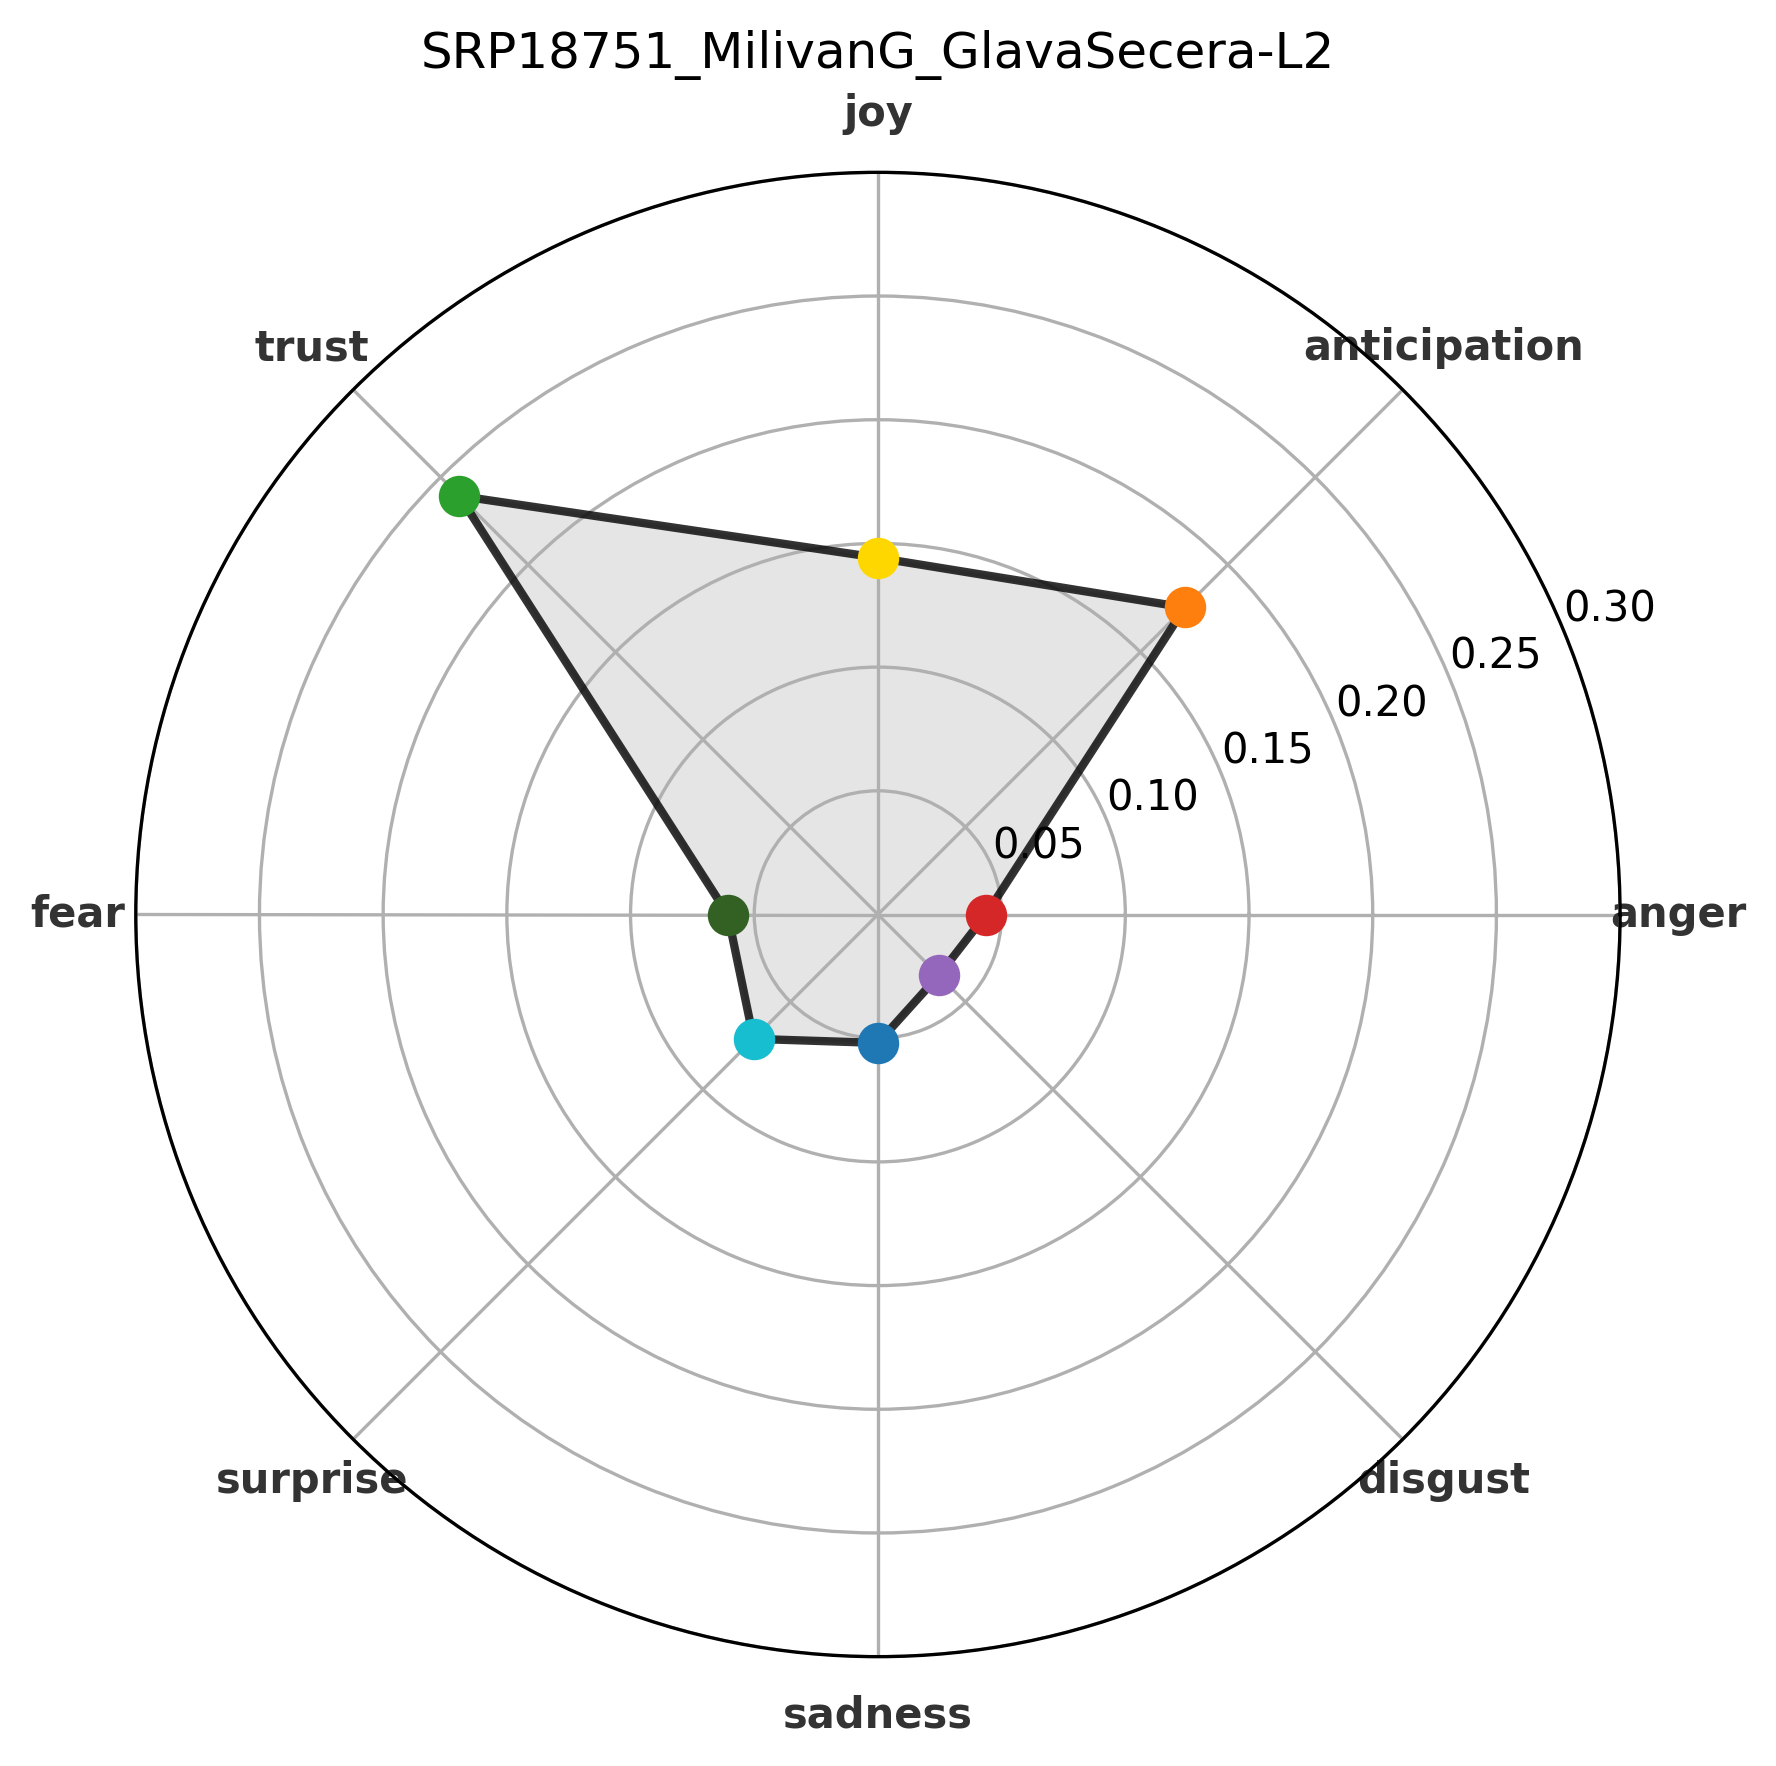 SRP18751_MilivanG_GlavaSecera-L2
joy
trust
anticipation
0.30
0.25
0.20
0.15
0.10
0.05
fear
anger
surprise
disgust
sadness